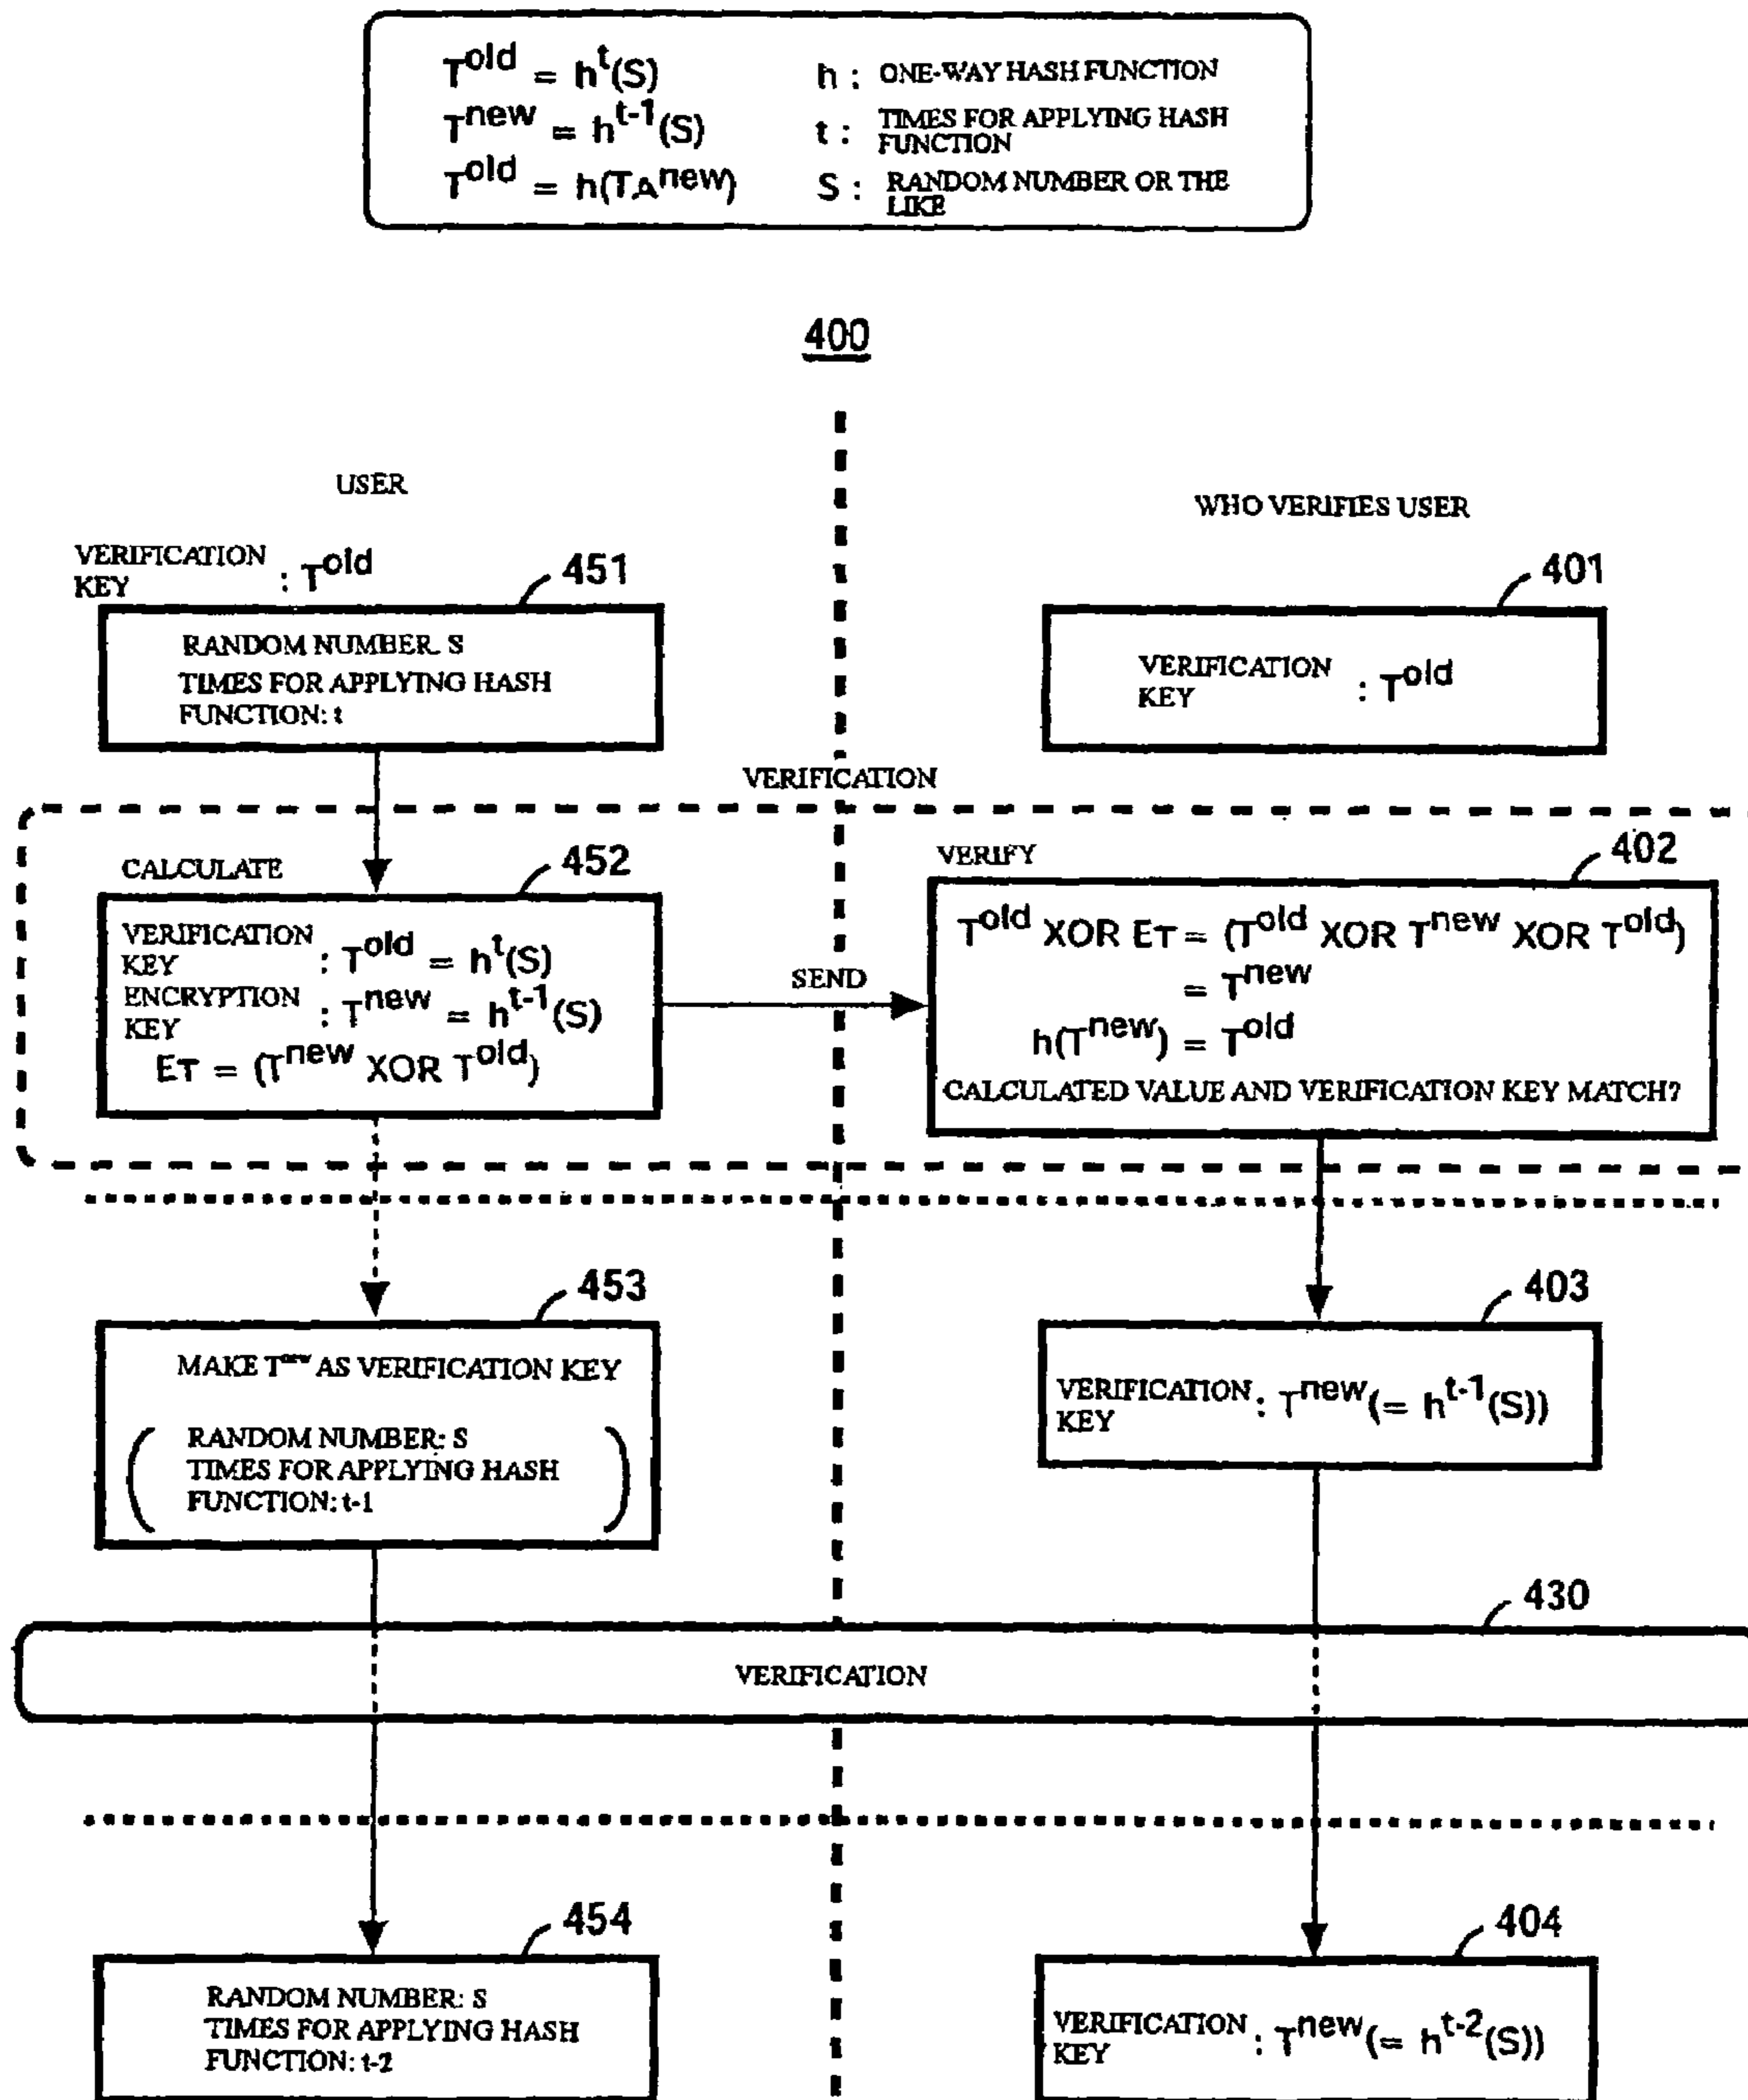 T^old = h^t(S)
T^new = h^t-1(S)
T^old = h(TA^new)
h : ONE-WAY HASH FUNCTION
t : TIMES FOR APPLYING HASH
FUNCTION
S : RANDOM NUMBER OR THE
LIKE
400
USER
WHO VERIFIES USER
VERIFICATION
KEY : T^old
451
RANDOM NUMBER. S
TIMES FOR APPLYING HASH
FUNCTION: t
401
VERIFICATION
KEY : T^old
VERIFICATION
CALCULATE
452
VERIFICATION
KEY : T^old = h^t(S)
ENCRYPTION
KEY : T^new = h^t-1(S)
ET = (T^new XOR T^old)
SEND
VERIFY
402
T^old XOR ET = (T^old XOR T^new XOR T^old)
= T^new
h(T^new) = T^old
CALCULATED VALUE AND VERIFICATION KEY MATCH?
453
MAKE T^new AS VERIFICATION KEY
( RANDOM NUMBER: S
TIMES FOR APPLYING HASH
FUNCTION: t-1 )
403
VERIFICATION
KEY : T^new(= h^t-1(S))
430
VERIFICATION
454
RANDOM NUMBER: S
TIMES FOR APPLYING HASH
FUNCTION: t-2
404
VERIFICATION
KEY : T^new(= h^t-2(S))